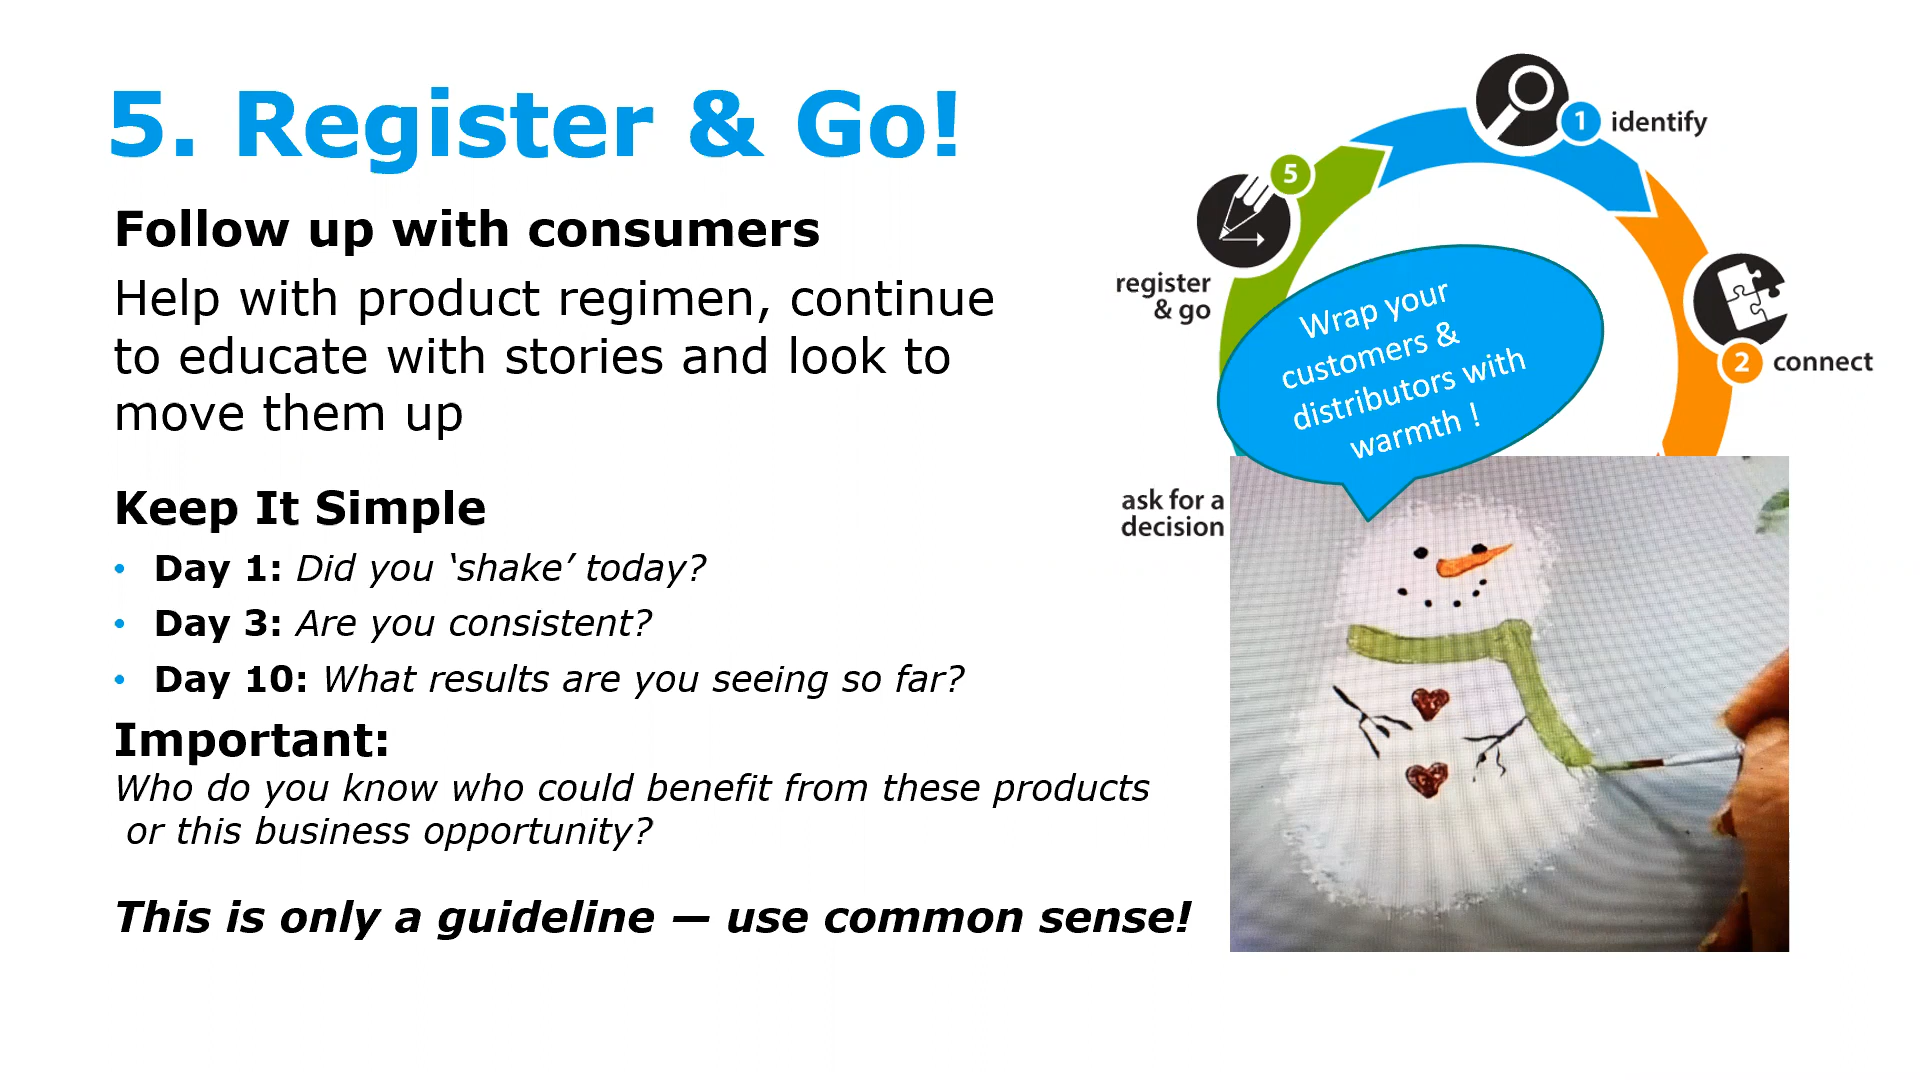 5. Register & Go!
Follow up with consumers
Help with product regimen, continue
to educate with stories and look to
move them up
Keep It Simple
• Day 1: Did you ‘shake’ today?
• Day 3: Are you consistent?
• Day 10: What results are you seeing so far?
Important:
Who do you know who could benefit from these products
or this business opportunity?
This is only a guideline — use common sense!
1 identify
2 connect
5
register
& go
ask for a
decision
Wrap your
customers &
distributors with
warmth !